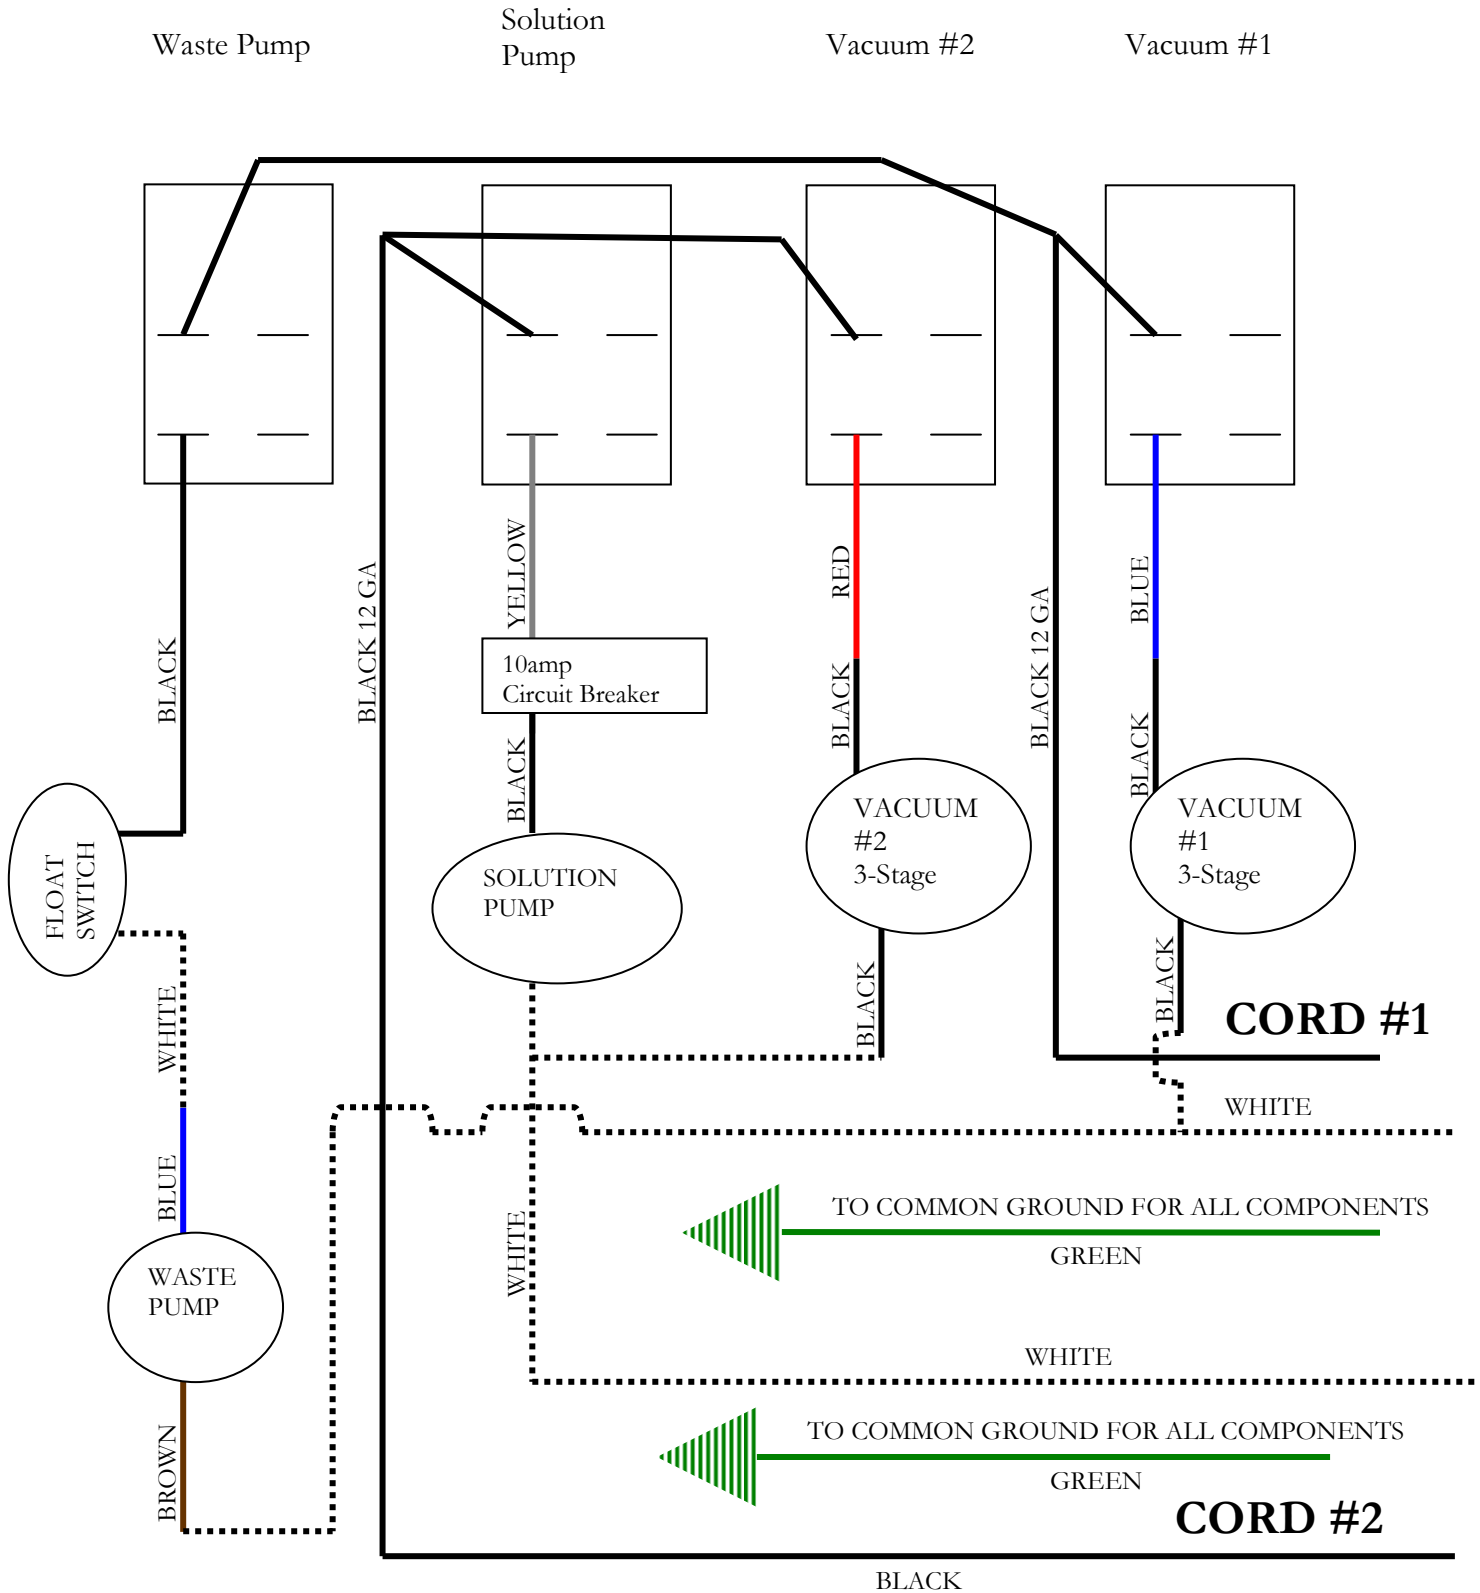 Waste Pump
Solution
Pump
Vacuum #2
Vacuum #1
BLACK
BLACK 12 GA
YELLOW
RED
BLACK 12 GA
BLUE
10amp
Circuit Breaker
BLACK
BLACK
BLACK
FLOAT
SWITCH
SOLUTION
PUMP
VACUUM
#2
3-Stage
VACUUM
#1
3-Stage
WHITE
BLACK
BLACK
CORD #1
WHITE
BLUE
TO COMMON GROUND FOR ALL COMPONENTS
GREEN
WHITE
WASTE
PUMP
WHITE
BROWN
TO COMMON GROUND FOR ALL COMPONENTS
GREEN
CORD #2
BLACK